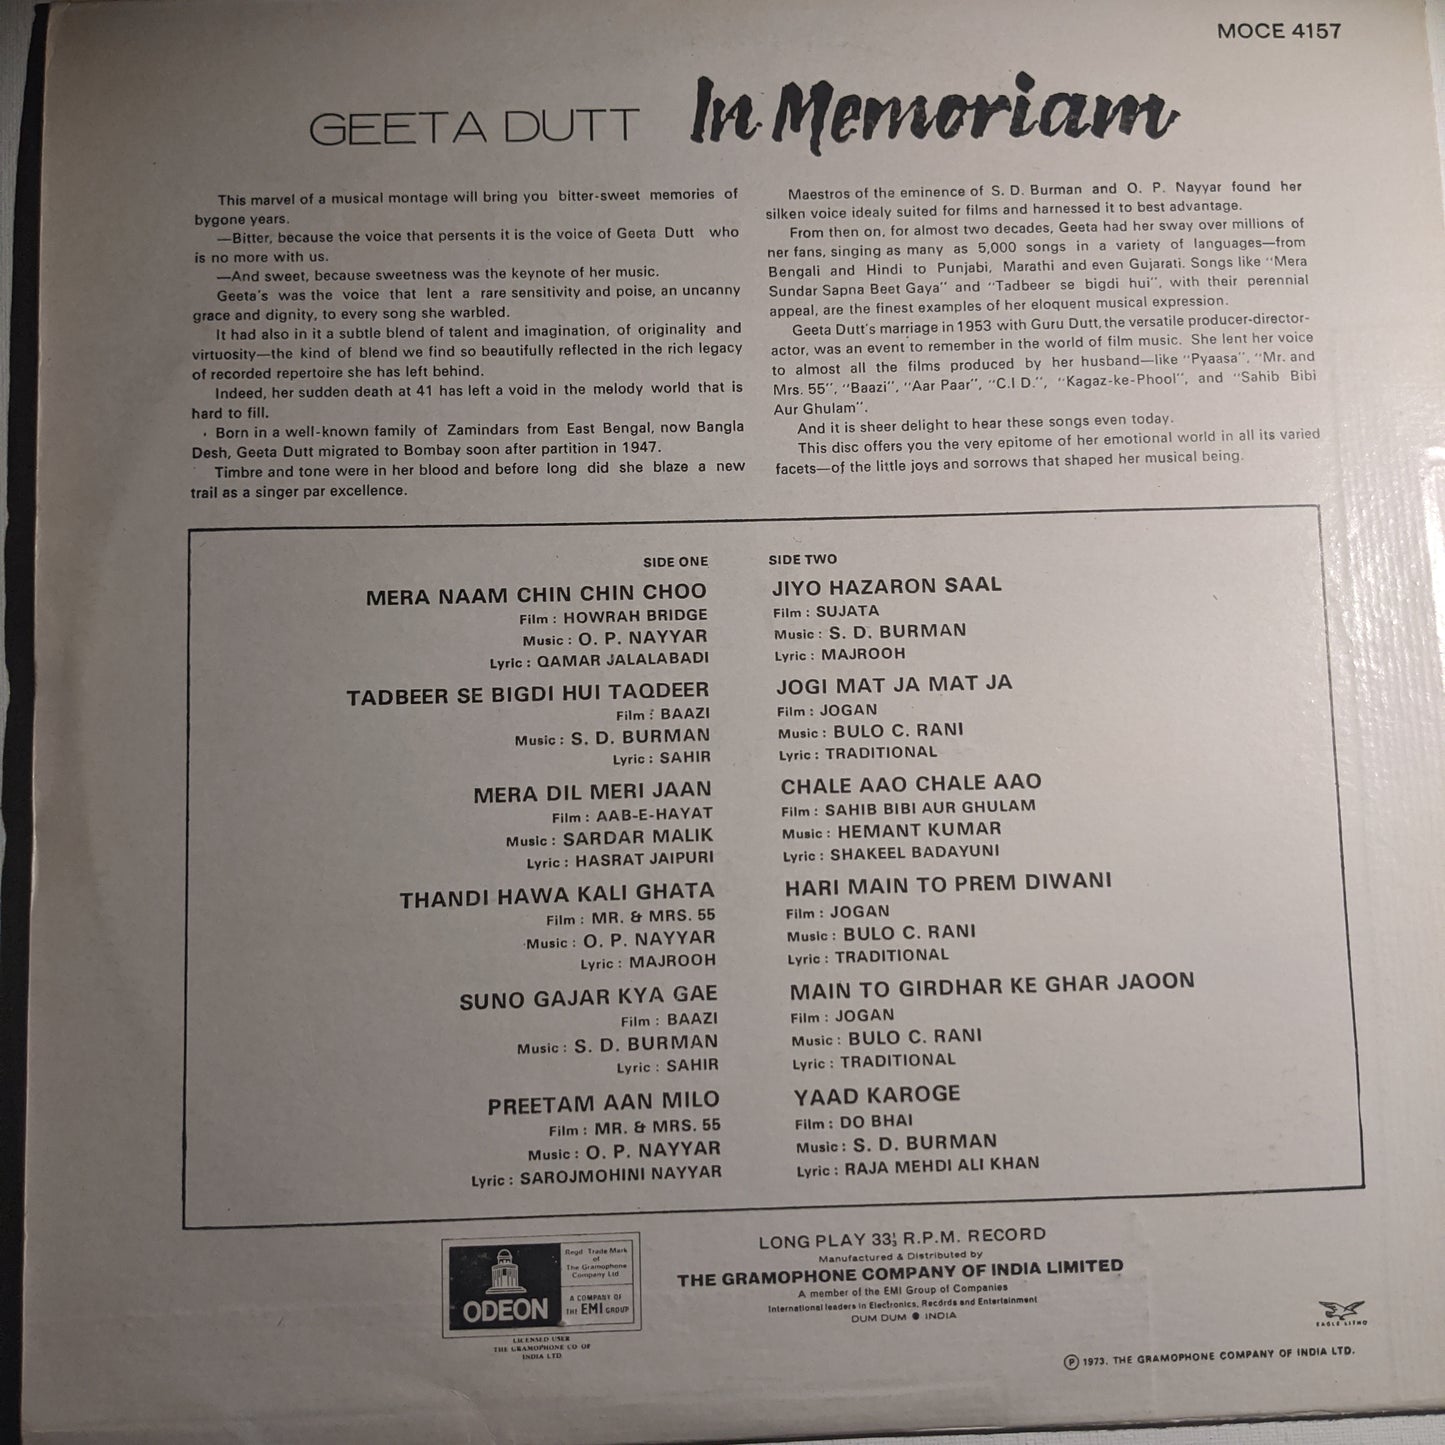 MOCE 4157
GEETA DUTT In Memoriam
This marvel of a musical montage will bring you bitter-sweet memories of
bygone years.
—Bitter, because the voice that persents it is the voice of Geeta Dutt who
is no more with us.
—And sweet, because sweetness was the keynote of her music.
Geeta's was the voice that lent a rare sensitivity and poise, an uncanny
grace and dignity, to every song she warbled.
It had also in it a subtle blend of talent and imagination, of originality and
virtuosity—the kind of blend we find so beautifully reflected in the rich legacy
of recorded repertoire she has left behind.
Indeed, her sudden death at 41 has left a void in the melody world that is
hard to fill.
Born in a well-known family of Zamindars from East Bengal, now Bangla
Desh, Geeta Dutt migrated to Bombay soon after partition in 1947.
Timbre and tone were in her blood and before long did she blaze a new
trail as a singer par excellence.
Maestros of the eminence of S. D. Burman and O. P. Nayyar found her
silken voice idealy suited for films and harnessed it to best advantage.
From then on, for almost two decades, Geeta had her sway over millions of
her fans, singing as many as 5,000 songs in a variety of languages—from
Bengali and Hindi to Punjabi, Marathi and even Gujarati. Songs like "Mera
Sundar Sapna Beet Gaya" and "Tadbeer se bigdi hui", with their perennial
appeal, are the finest examples of her eloquent musical expression.
Geeta Dutt's marriage in 1953 with Guru Dutt, the versatile producer-director-
actor, was an event to remember in the world of film music. She lent her voice
to almost all the films produced by her husband—like "Pyaasa", "Mr. and
Mrs. 55", "Baazi", "Aar Paar", "C.I D.", "Kagaz-ke-Phool", and "Sahib Bibi
Aur Ghulam".
And it is sheer delight to hear these songs even today.
This disc offers you the very epitome of her emotional world in all its varied
facets—of the little joys and sorrows that shaped her musical being.
SIDE ONE
MERA NAAM CHIN CHIN CHOO
Film : HOWRAH BRIDGE
Music : O. P. NAYYAR
Lyric : QAMAR JALALABADI
TADBEER SE BIGDI HUI TAQDEER
Film : BAAZI
Music : S. D. BURMAN
Lyric : SAHIR
MERA DIL MERI JAAN
Film : AAB-E-HAYAT
Music : SARDAR MALIK
Lyric : HASRAT JAIPURI
THANDI HAWA KALI GHATA
Film : MR. & MRS. 55
Music : O. P. NAYYAR
Lyric : MAJROOH
SUNO GAJAR KYA GAE
Film : BAAZI
Music : S. D. BURMAN
Lyric : SAHIR
PREETAM AAN MILO
Film : MR. & MRS. 55
Music : O. P. NAYYAR
Lyric : SAROJMOHINI NAYYAR
SIDE TWO
JIYO HAZARON SAAL
Film : SUJATA
Music : S. D. BURMAN
Lyric : MAJROOH
JOGI MAT JA MAT JA
Film : JOGAN
Music : BULO C. RANI
Lyric : TRADITIONAL
CHALE AAO CHALE AAO
Film : SAHIB BIBI AUR GHULAM
Music : HEMANT KUMAR
Lyric : SHAKEEL BADAYUNI
HARI MAIN TO PREM DIWANI
Film : JOGAN
Music : BULO C. RANI
Lyric : TRADITIONAL
MAIN TO GIRDHAR KE GHAR JAOON
Film : JOGAN
Music : BULO C. RANI
Lyric : TRADITIONAL
YAAD KAROGE
Film : DO BHAI
Music : S. D. BURMAN
Lyric : RAJA MEHDI ALI KHAN
ODEON
Regd Trade Mark
of
The Gramophone
Company Ltd
A COMPANY OF
THE EMI GROUP
LICENSED USER
THE GRAMOPHONE CO OF
INDIA LTD.
LONG PLAY 33⅓ R.P.M. RECORD
Manufactured & Distributed by
THE GRAMOPHONE COMPANY OF INDIA LIMITED
A member of the EMI Group of Companies
International leaders in Electronics, Records and Entertainment
DUM DUM ● INDIA
EAGLE LITHO
Ⓟ 1973, THE GRAMOPHONE COMPANY OF INDIA LTD.